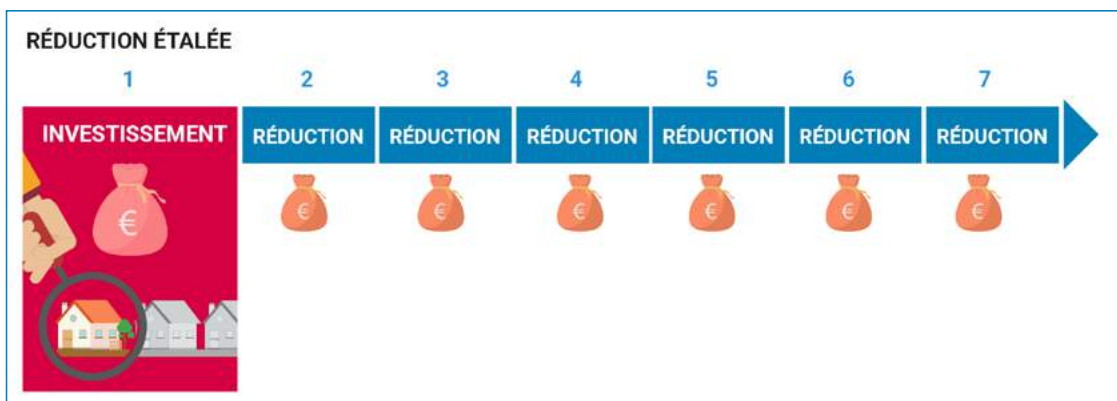 RÉDUCTION ÉTALÉE
1 2 3 4 5 6 7
INVESTISSEMENT RÉDUCTION RÉDUCTION RÉDUCTION RÉDUCTION RÉDUCTION RÉDUCTION
€ € € € € € €